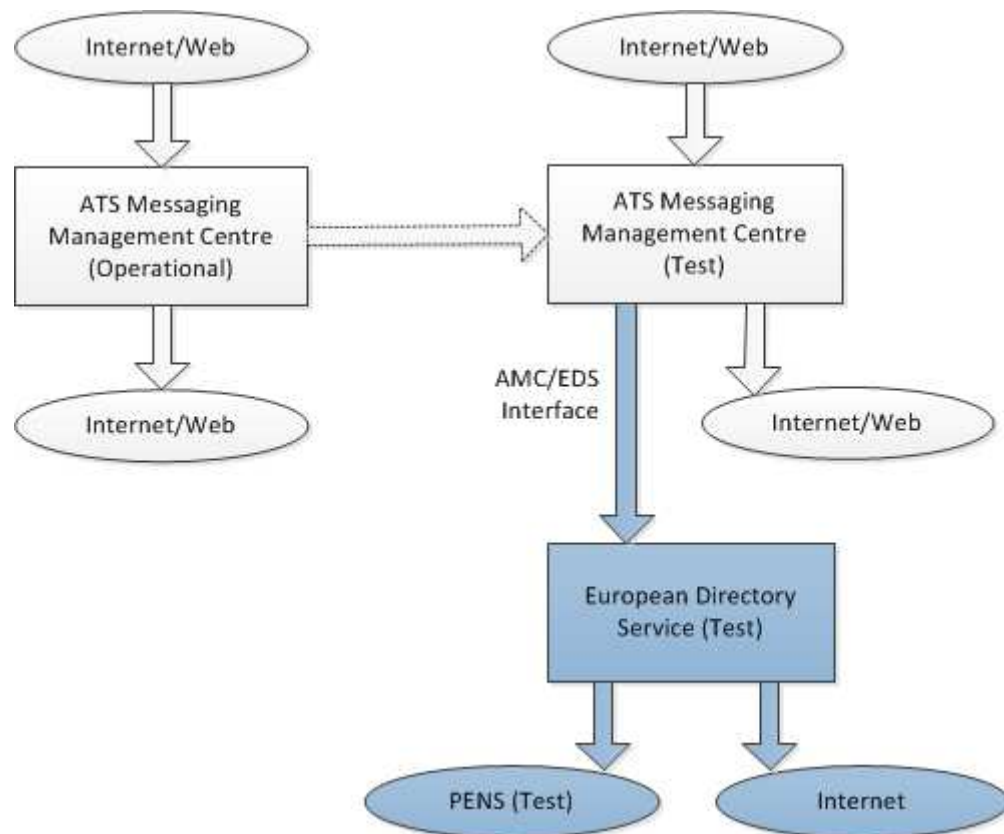 Internet/Web
Internet/Web
ATS Messaging
Management Centre
(Operational)
ATS Messaging
Management Centre
(Test)
AMC/EDS
Interface
Internet/Web
Internet/Web
European Directory
Service (Test)
PENS (Test)
Internet